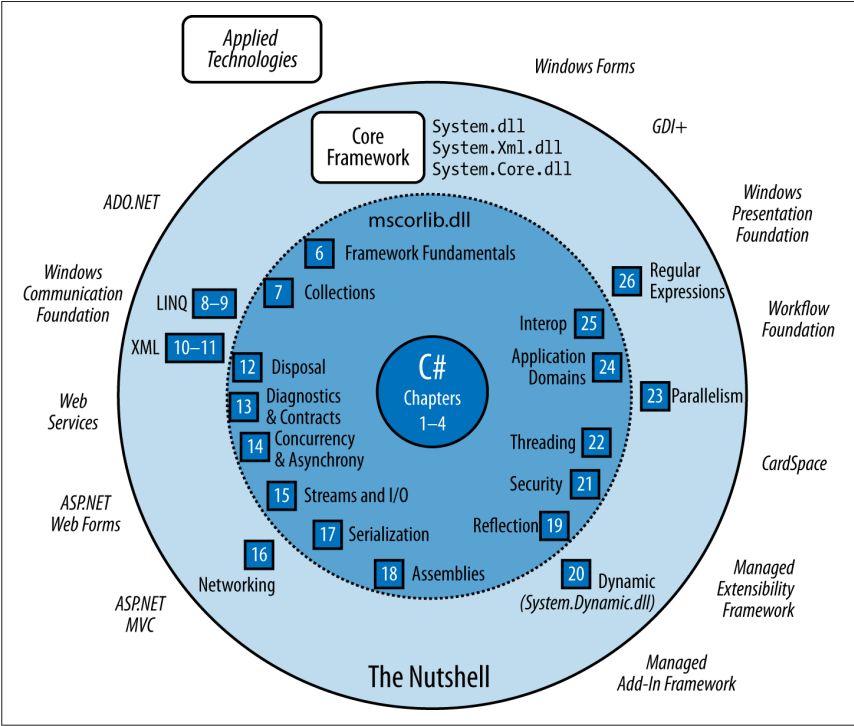 Applied
Technologies
Windows Forms
GDI+
Core
Framework
System.dll
System.Xml.dll
System.Core.dll
ADO.NET
Windows
Presentation
Foundation
mscorlib.dll
6 Framework Fundamentals
26 Regular
Expressions
Windows
Communication
Foundation
LINQ 8–9
7 Collections
Interop 25
Workflow
Foundation
XML 10–11
12 Disposal
C#
Chapters
1–4
Application
Domains 24
23 Parallelism
Web
Services
13 Diagnostics
& Contracts
14 Concurrency
& Asynchrony
Threading 22
CardSpace
15 Streams and I/O
Security 21
ASP.NET
Web Forms
17 Serialization
Reflection 19
16
Networking
18 Assemblies
20 Dynamic
(System.Dynamic.dll)
Managed
Extensibility
Framework
ASP.NET
MVC
The Nutshell
Managed
Add-In Framework